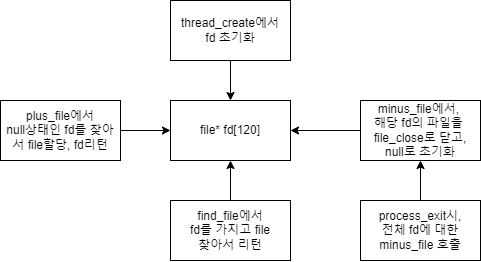 thread_create에서
fd 초기화
plus_file에서
null상태인 fd를 찾아
서 file할당, fd리턴
file* fd[120]
minus_file에서,
해당 fd의 파일을
file_close로 닫고,
null로 초기화
find_file에서
fd를 가지고 file
찾아서 리턴
process_exit시,
전체 fd에 대한
minus_file 호출